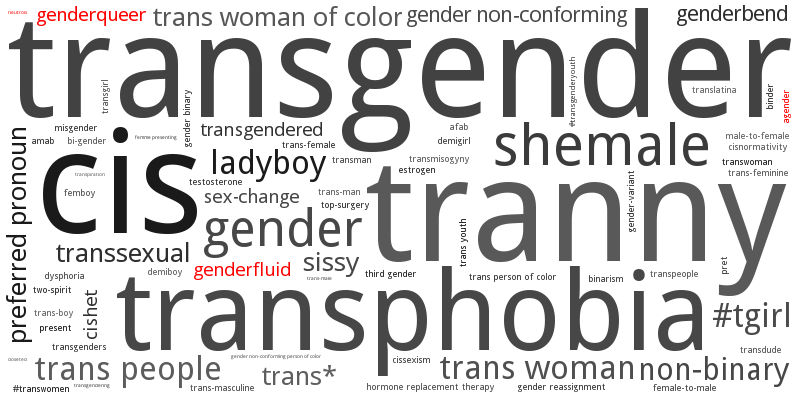 neutrois
genderqueer
trans woman of color
gender non-conforming
genderbend
transgender
transgirl
#transgenderyouth
translatina
binder
agender
gender binary
misgender
amab
bi-gender
femme presenting
transgendered
trans-female
afab
demigirl
shemale
male-to-female
cisnormativity
preferred pronoun
cis
ladyboy
transman
transmisogyny
estrogen
transwoman
trans-feminine
transpiration
testosterone
femboy
sex-change
trans-man
top-surgery
tranny
gender-variant
gender
trans youth
transsexual
genderfluid
sissy
trans-male
third gender
trans person of color
binarism
transpeople
pret
dysphoria
demiboy
two-spirit
trans-boy
present
cishet
transphobia
#tgirl
transgenders
transdude
trans people
gender non-conforming person of color
trans*
cissexism
trans woman
non-binary
#transwomen
transgendering
trans-masculine
hormone replacement therapy
gender reassignment
female-to-male